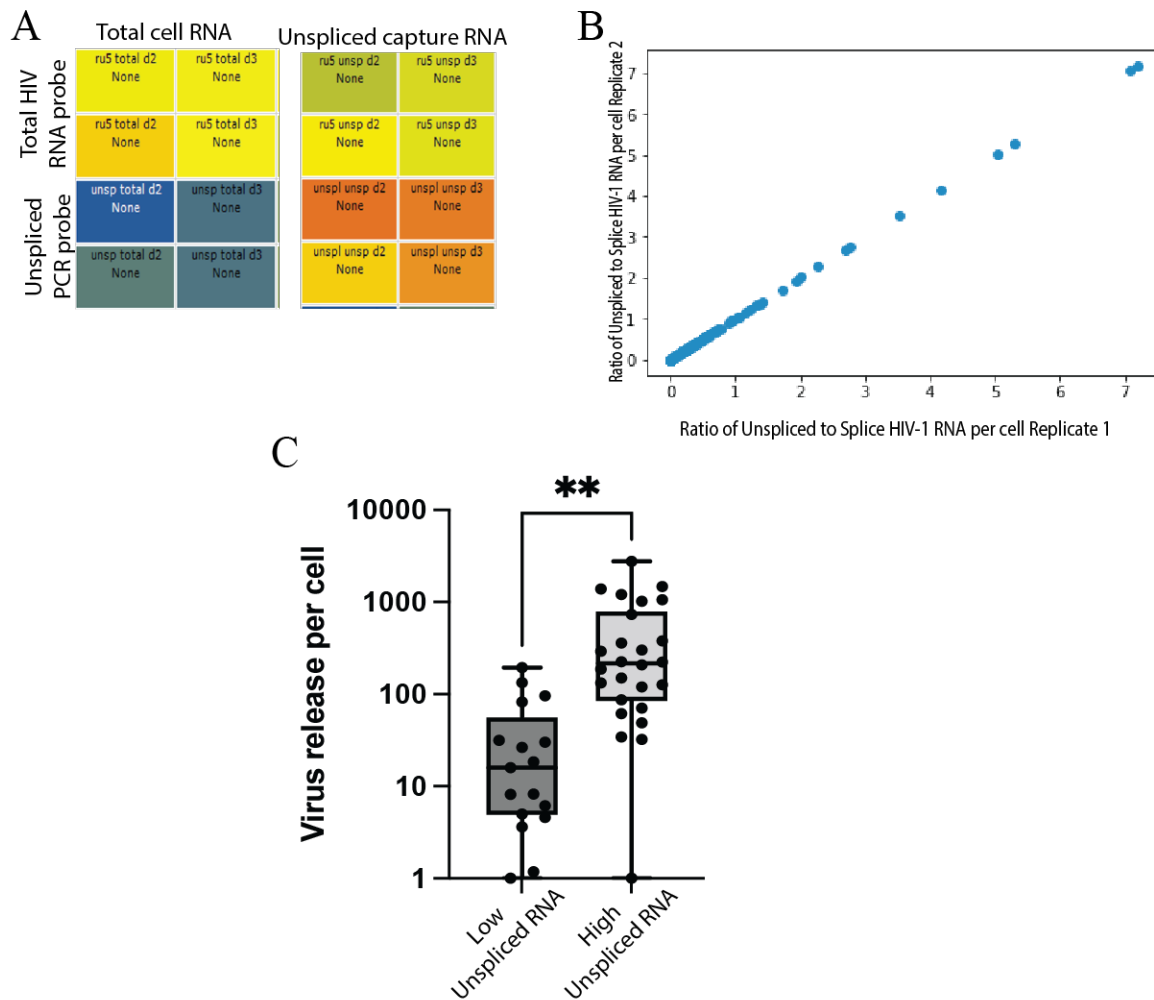 A
Total cell RNA
Unspliced capture RNA
Total HIV
RNA probe
Unspliced
PCR probe
ru5 total d2
None
ru5 total d3
None
ru5 unsp d2
None
ru5 unsp d3
None
ru5 total d2
None
ru5 total d3
None
ru5 unsp d2
None
ru5 unsp d3
None
unsp total d2
None
unsp total d3
None
unspl unsp d2
None
unspl unsp d3
None
unsp total d2
None
unsp total d3
None
unspl unsp d2
None
unspl unsp d3
None
B
Ratio of Unspliced to Splice HIV-1 RNA per cell Replicate 2
7
6
5
4
3
2
1
0
0 1 2 3 4 5 6 7
Ratio of Unspliced to Splice HIV-1 RNA per cell Replicate 1
C
**
Virus release per cell
10000
1000
100
10
1
Low
Unspliced RNA
High
Unspliced RNA